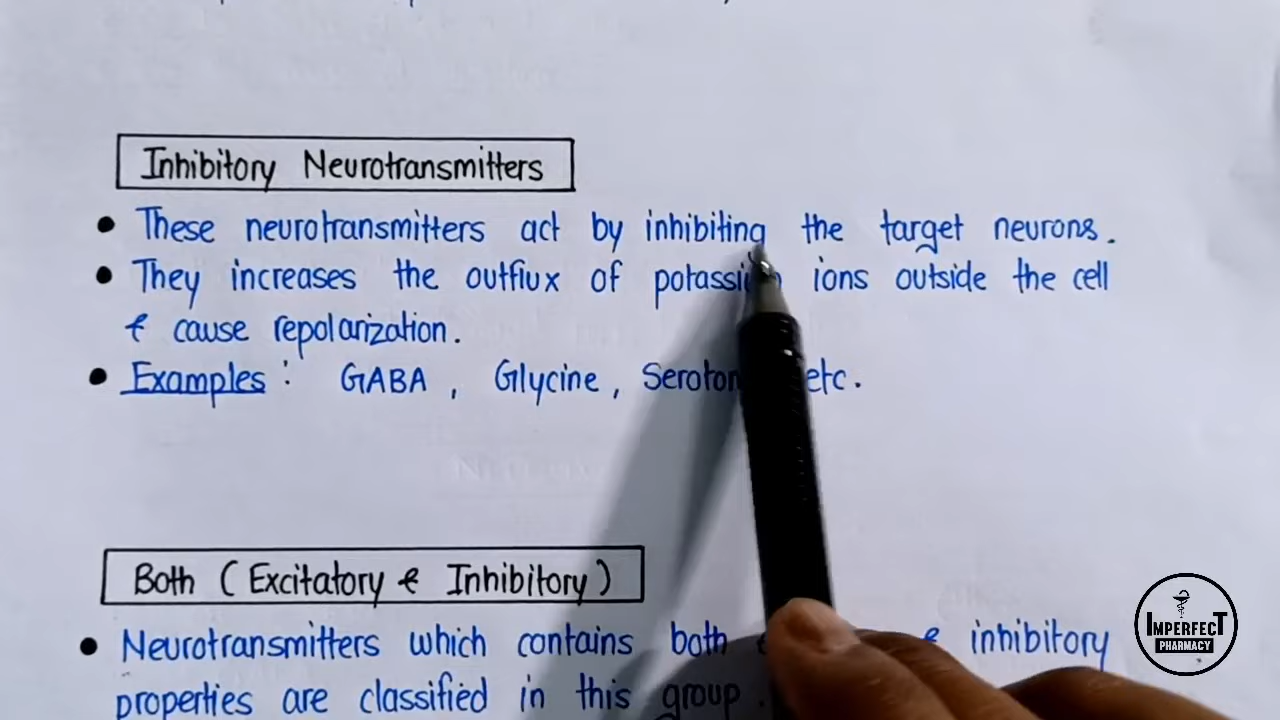 Inhibitory Neurotransmitters
• These neurotransmitters act by inhibiting the target neurons.
• They increases the outflux of ions outside the cell
& cause repolarization.
• Examples : GABA , Glycine , etc.
Both ( Excitatory & Inhibitory )
• Neurotransmitters which contains both & inhibitory
properties are classified in this group .
IMPERFECT
PHARMACY